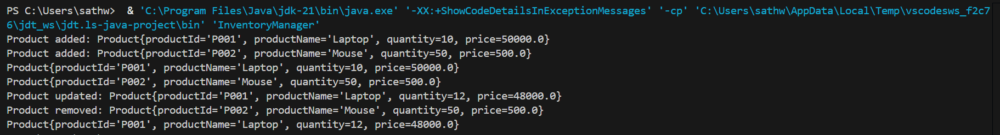 PS C:\Users\sathw>  & 'C:\Program Files\Java\jdk-21\bin\java.exe' '-XX:+ShowCodeDetailsInExceptionMessages' '-cp' 'C:\Users\sathw\AppData\Local\Temp\vscodesws_f2c7
6\jdt_ws\jdt.ls-java-project\bin' 'InventoryManager'
Product added: Product{productId='P001', productName='Laptop', quantity=10, price=50000.0}
Product added: Product{productId='P002', productName='Mouse', quantity=50, price=500.0}
Product{productId='P001', productName='Laptop', quantity=10, price=50000.0}
Product{productId='P002', productName='Mouse', quantity=50, price=500.0}
Product updated: Product{productId='P001', productName='Laptop', quantity=12, price=48000.0}
Product removed: Product{productId='P002', productName='Mouse', quantity=50, price=500.0}
Product{productId='P001', productName='Laptop', quantity=12, price=48000.0}